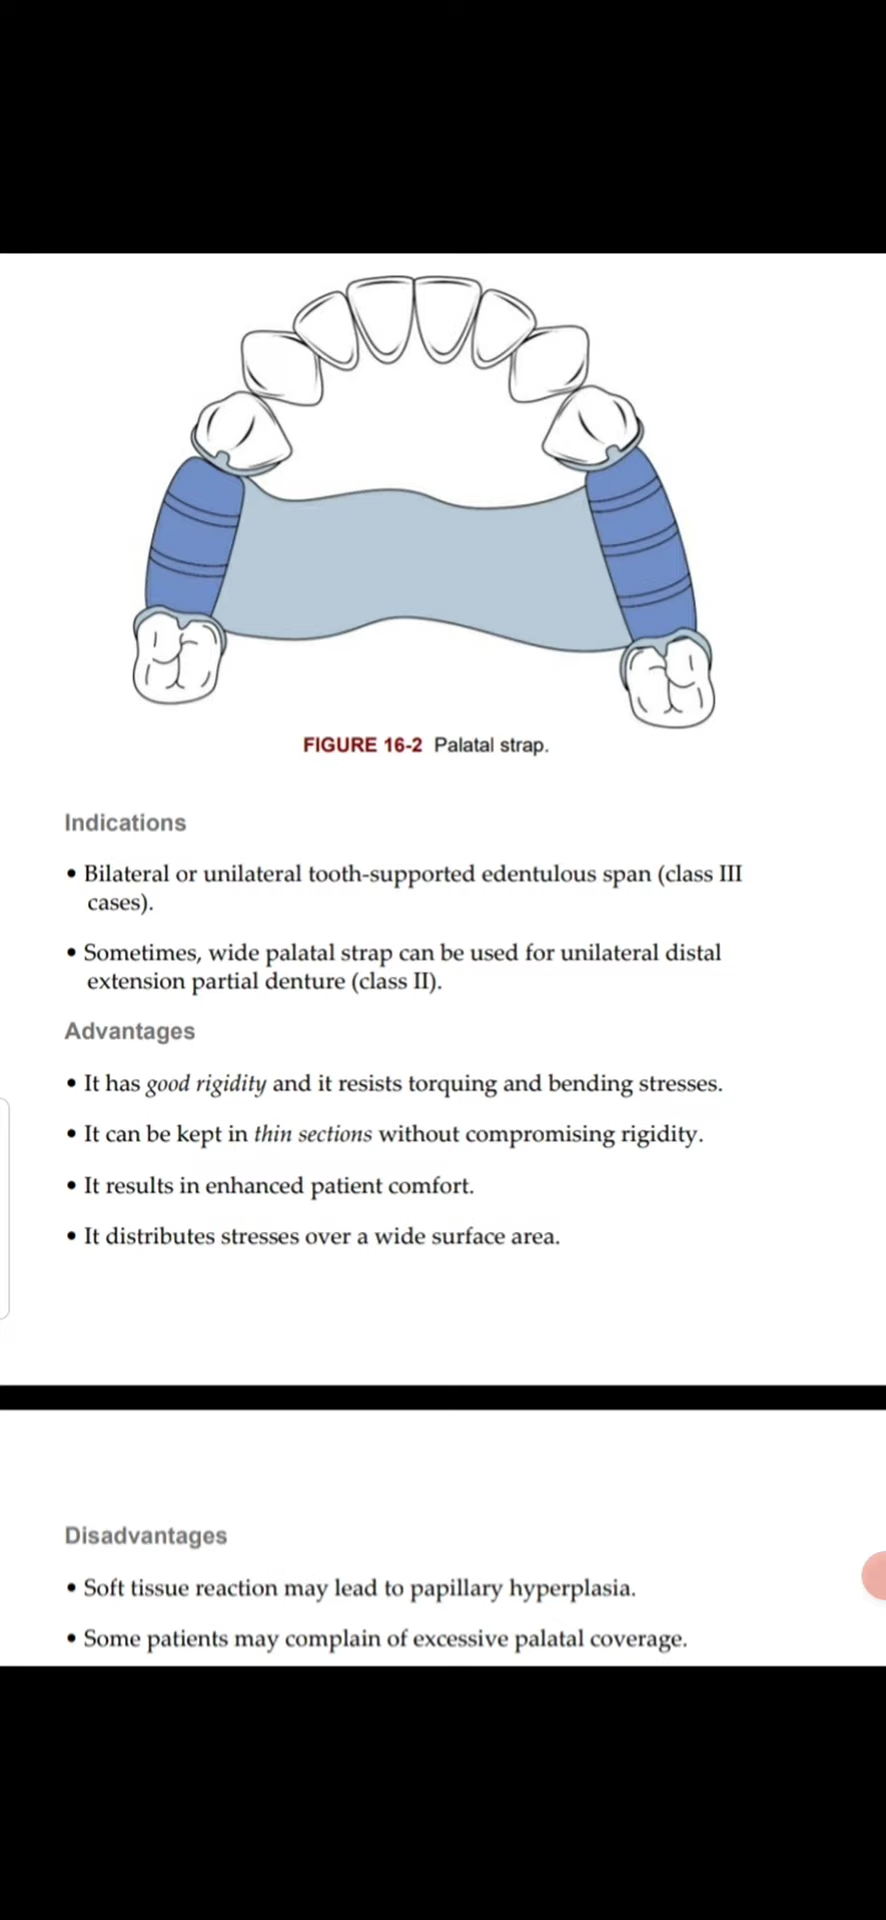 FIGURE 16-2 Palatal strap.
Indications
• Bilateral or unilateral tooth-supported edentulous span (class III
cases).
• Sometimes, wide palatal strap can be used for unilateral distal
extension partial denture (class II).
Advantages
• It has good rigidity and it resists torquing and bending stresses.
• It can be kept in thin sections without compromising rigidity.
• It results in enhanced patient comfort.
• It distributes stresses over a wide surface area.
Disadvantages
• Soft tissue reaction may lead to papillary hyperplasia.
• Some patients may complain of excessive palatal coverage.